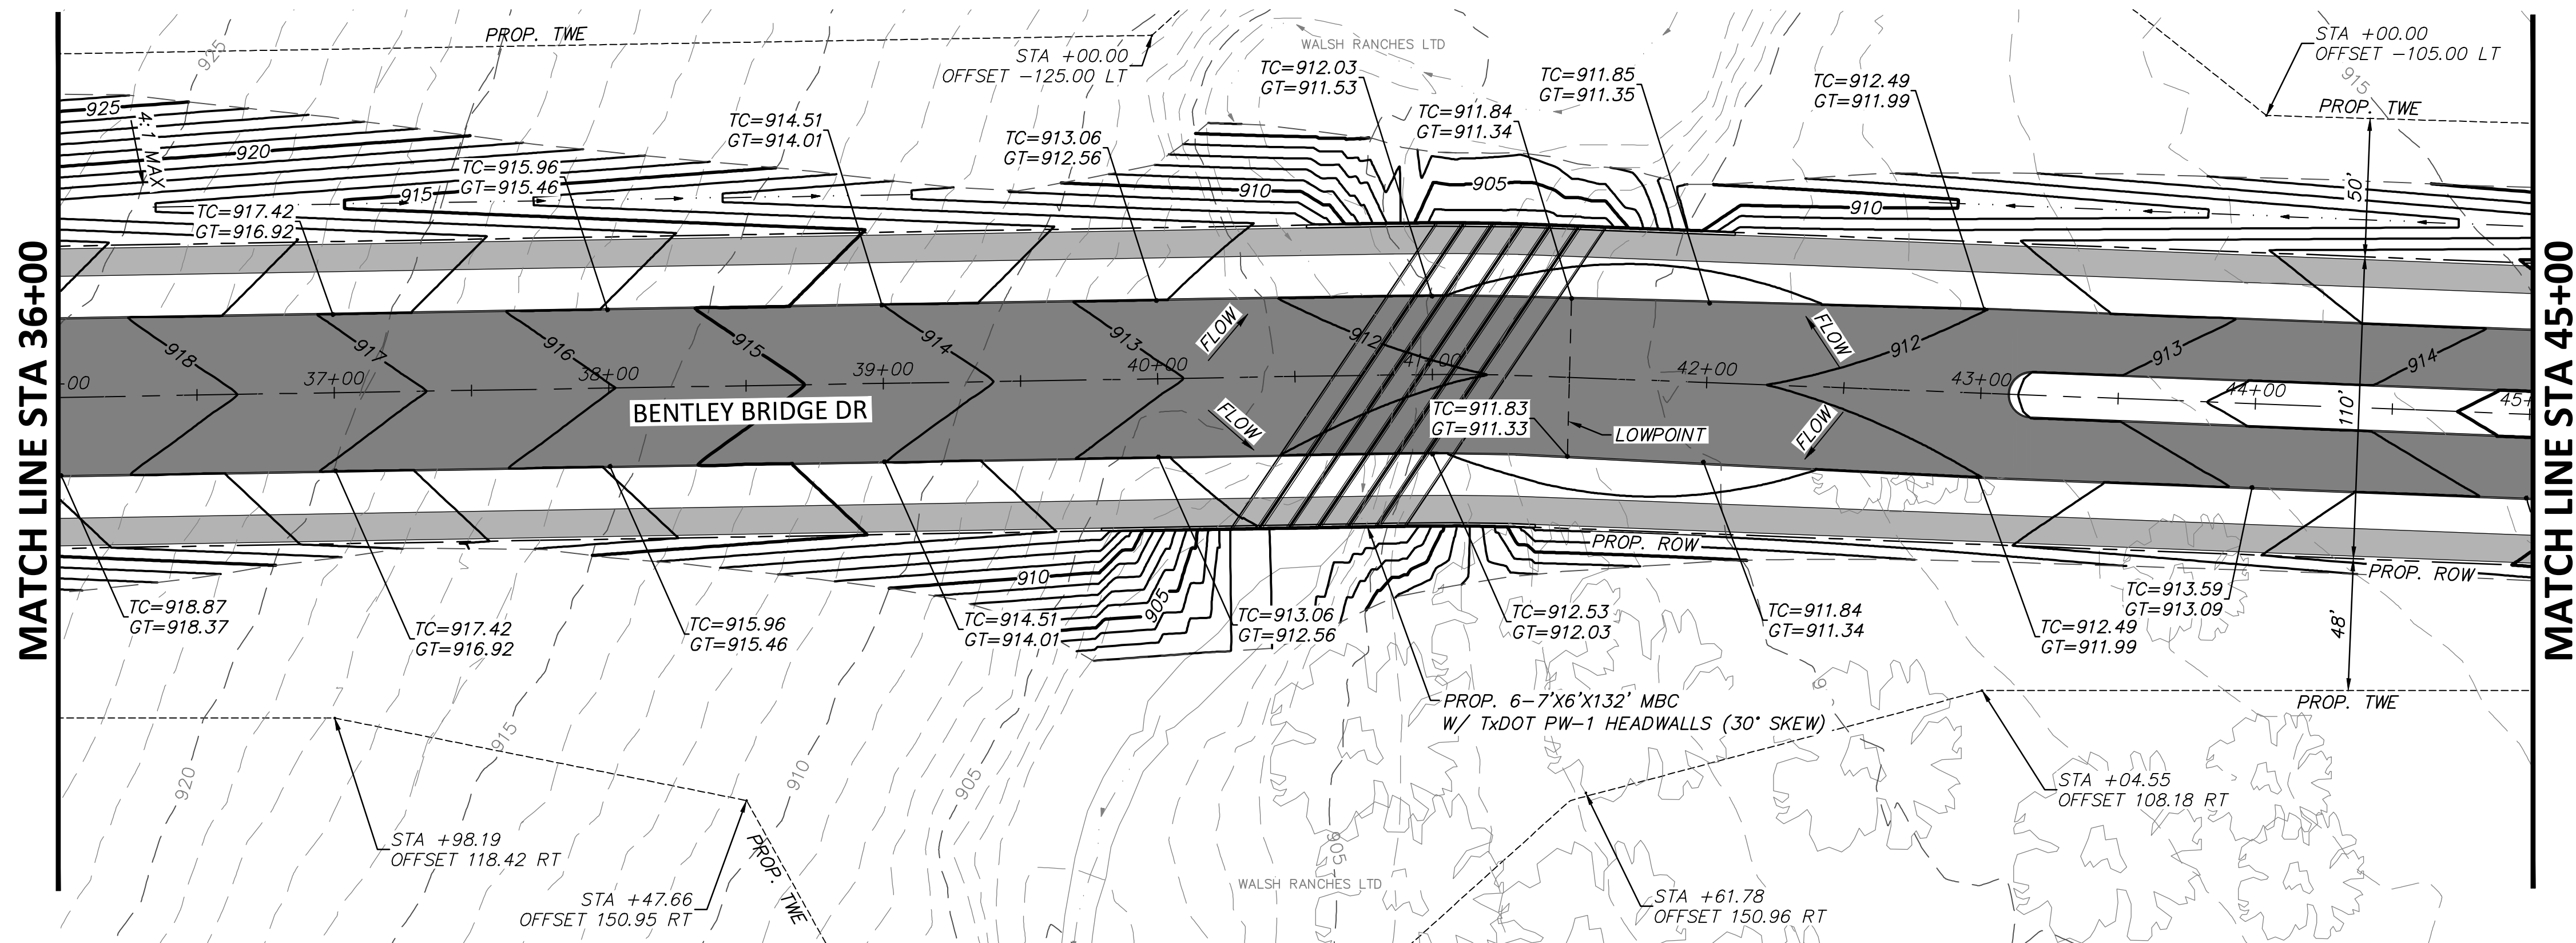 MATCH LINE STA 36+00
925
PROP. TWE
STA +00.00
OFFSET -125.00 LT
WALSH RANCHES LTD
TC=912.03
GT=911.53
TC=911.85
GT=911.35
TC=912.49
GT=911.99
STA +00.00
OFFSET -105.00 LT
915
PROP. TWE
925
4:1 MAX
920
TC=914.51
GT=914.01
TC=913.06
GT=912.56
TC=911.84
GT=911.34
TC=915.96
GT=915.46
915
TC=917.42
GT=916.92
910
905
910
50'
918
917
916
915
914
913
FLOW
912
FLOW
912
913
914
-00
37+00
38+00
39+00
40+00
41+00
42+00
43+00
44+00
45+
BENTLEY BRIDGE DR
FLOW
TC=911.83
GT=911.33
LOWPOINT
FLOW
110'
PROP. ROW
PROP. ROW
910
905
TC=918.87
GT=918.37
TC=917.42
GT=916.92
TC=915.96
GT=915.46
TC=914.51
GT=914.01
TC=913.06
GT=912.56
TC=912.53
GT=912.03
TC=911.84
GT=911.34
TC=912.49
GT=911.99
TC=913.59
GT=913.09
48'
PROP. 6-7'X6'X132' MBC
W/ TxDOT PW-1 HEADWALLS (30° SKEW)
PROP. TWE
920
915
910
905
905
STA +98.19
OFFSET 118.42 RT
STA +47.66
OFFSET 150.95 RT
PROP. TWE
WALSH RANCHES LTD
STA +61.78
OFFSET 150.96 RT
STA +04.55
OFFSET 108.18 RT
MATCH LINE STA 45+00